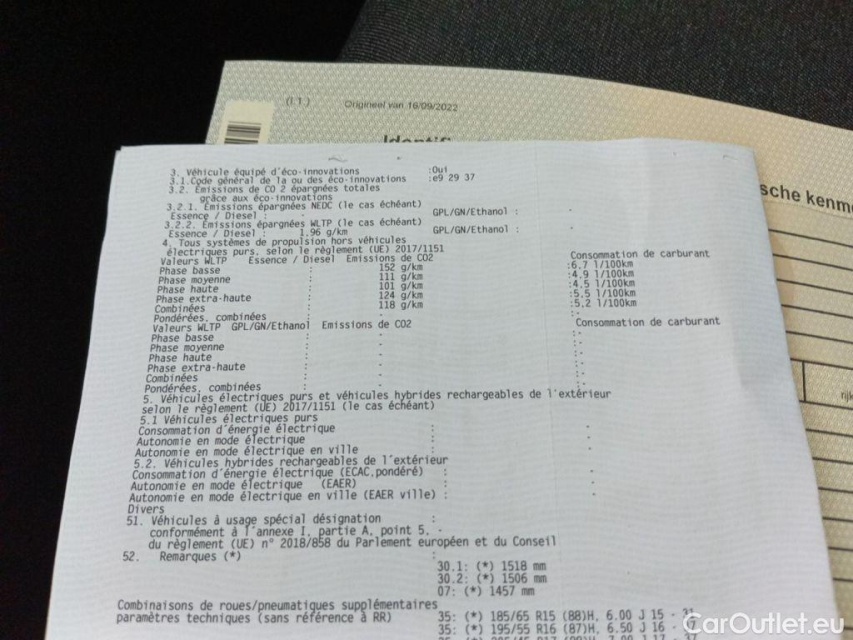 (I.1.) Origineel van 16/09/2022
3. Véhicule équipé d'éco-innovations :Oui
3.1.Code général de la ou des éco-innovations :e9 29 37
3.2. Emissions de CO 2 épargnées totales
grâce aux éco-innovations
3.2.1. Emissions épargnées NEDC (le cas échéant)
Essence / Diesel : - GPL/GN/Ethanol : -
3.2.2. Emissions épargnées WLTP (le cas échéant)
Essence / Diesel : 1.96 g/km GPL/GN/Ethanol : -
4. Tous systèmes de propulsion hors véhicules
électriques purs, selon le règlement (UE) 2017/1151
Valeurs WLTP Essence / Diesel Emissions de CO2 Consommation de carburant
Phase basse : 152 g/km :6,7 l/100km
Phase moyenne : 111 g/km :4,9 l/100km
Phase haute : 101 g/km :4,5 l/100km
Phase extra-haute : 124 g/km :5,5 l/100km
Combinées : 118 g/km :5,2 l/100km
Pondérées, combinées : - :-
Valeurs WLTP GPL/GN/Ethanol Emissions de CO2 Consommation de carburant
Phase basse : - :-
Phase moyenne : - :-
Phase haute : - :-
Phase extra-haute : - :-
Combinées : - :-
Pondérées, combinées : - :-
5. Véhicules électriques purs et véhicules hybrides rechargeables de l'extérieur
selon le règlement (UE) 2017/1151 (le cas échéant)
5.1 Véhicules électriques purs
Consommation d'énergie électrique : -
Autonomie en mode électrique : -
Autonomie en mode électrique en ville : -
5.2. Véhicules hybrides rechargeables de l'extérieur
Consommation d'énergie électrique (ECAC,pondéré) : -
Autonomie en mode électrique (EAER) : -
Autonomie en mode électrique en ville (EAER ville) : -
Divers
51. Véhicules à usage spécial désignation :
conformément à l'annexe I, partie A, point 5, -
du règlement (UE) n° 2018/858 du Parlement européen et du Conseil
52. Remarques (*) :
30.1: (*) 1518 mm
30.2: (*) 1506 mm
07: (*) 1457 mm
Combinaisons de roues/pneumatiques supplémentaires
paramètres techniques (sans référence à RR)
35: (*) 185/65 R15 (88)H, 6.00 J 15 -
35: (*) 195/55 R16 (87)H, 6.50 J 16 -
sche kenme
rijk
CarOutlet.eu